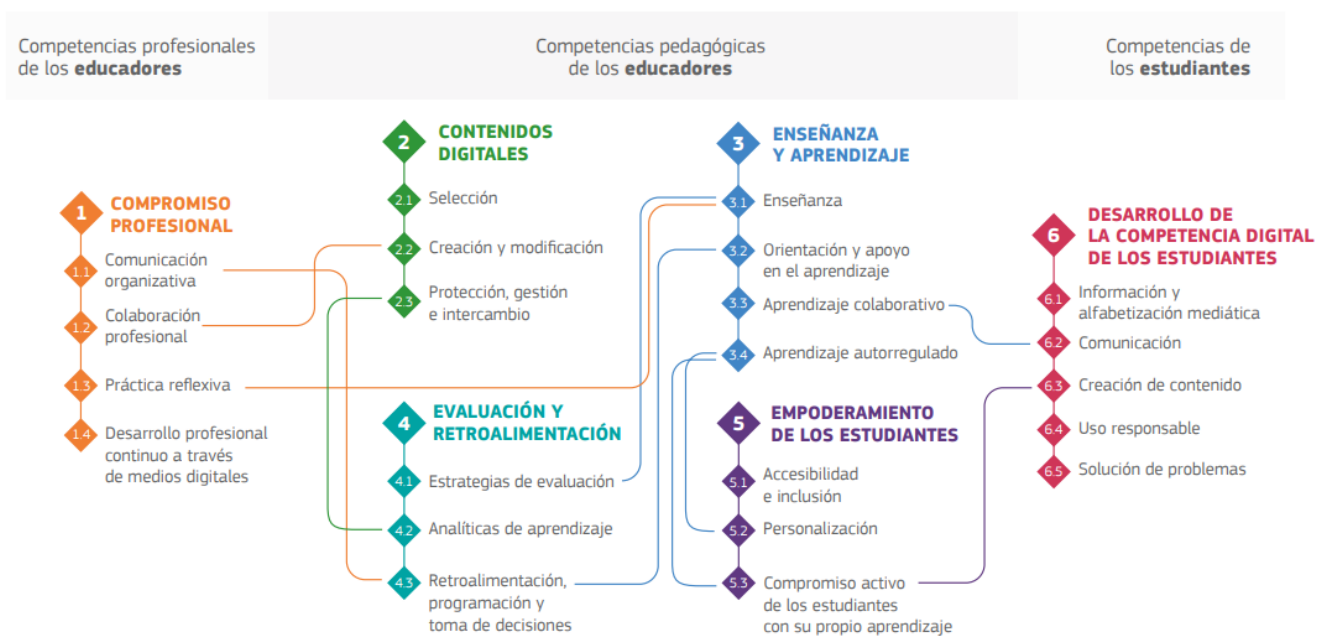 Competencias profesionales
de los educadores
Competencias pedagógicas
de los educadores
Competencias de
los estudiantes
1
COMPROMISO
PROFESIONAL
1.1
Comunicación
organizativa
1.2
Colaboración
profesional
1.3
Práctica reflexiva
1.4
Desarrollo profesional
continuo a través
de medios digitales
2
CONTENIDOS
DIGITALES
2.1
Selección
2.2
Creación y modificación
2.3
Protección, gestión
e intercambio
3
ENSEÑANZA
Y APRENDIZAJE
3.1
Enseñanza
3.2
Orientación y apoyo
en el aprendizaje
3.3
Aprendizaje colaborativo
3.4
Aprendizaje autorregulado
4
EVALUACIÓN Y
RETROALIMENTACIÓN
4.1
Estrategias de evaluación
4.2
Analíticas de aprendizaje
4.3
Retroalimentación,
programación y
toma de decisiones
5
EMPODERAMIENTO
DE LOS ESTUDIANTES
5.1
Accesibilidad
e inclusión
5.2
Personalización
5.3
Compromiso activo
de los estudiantes
con su propio aprendizaje
6
DESARROLLO DE
LA COMPETENCIA DIGITAL
DE LOS ESTUDIANTES
6.1
Información y
alfabetización mediática
6.2
Comunicación
6.3
Creación de contenido
6.4
Uso responsable
6.5
Solución de problemas